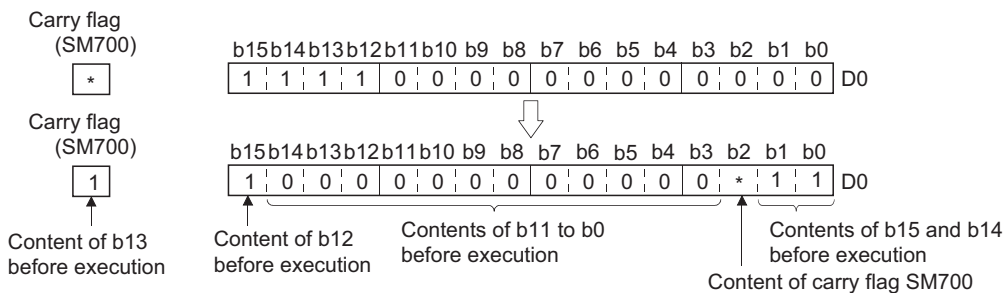 Carry flag
(SM700)
b15 b14 b13 b12 b11 b10 b9 b8 b7 b6 b5 b4 b3 b2 b1 b0
* 1 1 1 1 0 0 0 0 0 0 0 0 0 0 0 0 D0
Carry flag
(SM700)
b15 b14 b13 b12 b11 b10 b9 b8 b7 b6 b5 b4 b3 b2 b1 b0
1 1 0 0 0 0 0 0 0 0 0 0 0 0 * 1 1 D0
Content of b13
before execution
Content of b12
before execution
Contents of b11 to b0
before execution
Contents of b15 and b14
before execution
Content of carry flag SM700